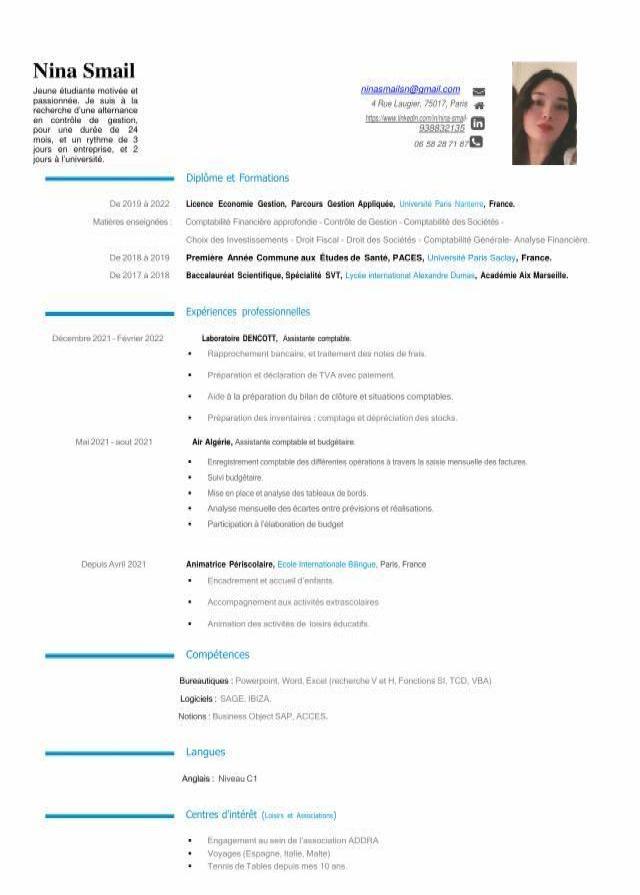 Nina Smail
Jeune étudiante motivée et
passionnée. Je suis à la
recherche d'une alternance
en contrôle de gestion,
pour une durée de 24
mois, et un rythme de 3
jours en entreprise, et 2
jours à l'université.
ninasmailsn@gmail.com
4 Rue Laugier, 75017, Paris
https://www.linkedin.com/in/nina-smail-
938832135
06 58 28 71 87
Diplôme et Formations
De 2019 à 2022 Licence Economie Gestion, Parcours Gestion Appliquée, Université Paris Nanterre, France.
Matières enseignées : Comptabilité Financière approfondie - Contrôle de Gestion - Comptabilité des Sociétés -
Choix des Investissements - Droit Fiscal - Droit des Sociétés - Comptabilité Générale- Analyse Financière.
De 2018 à 2019 Première Année Commune aux Études de Santé, PACES, Université Paris Saclay, France.
De 2017 à 2018 Baccalauréat Scientifique, Spécialité SVT, Lycée international Alexandre Dumas, Académie Aix Marseille.
Expériences professionnelles
Décembre 2021 - Février 2022 Laboratoire DENCOTT, Assistante comptable.
• Rapprochement bancaire, et traitement des notes de frais.
• Préparation et déclaration de TVA avec paiement.
• Aide à la préparation du bilan de clôture et situations comptables.
• Préparation des inventaires : comptage et dépréciation des stocks.
Mai 2021 - aout 2021 Air Algérie, Assistante comptable et budgétaire.
• Enregistrement comptable des différentes opérations à travers la saisie mensuelle des factures.
• Suivi budgétaire.
• Mise en place et analyse des tableaux de bords.
• Analyse mensuelle des écartes entre prévisions et réalisations.
• Participation à l'élaboration de budget
Depuis Avril 2021 Animatrice Périscolaire, Ecole Internationale Bilingue, Paris, France
• Encadrement et accueil d'enfants.
• Accompagnement aux activités extrascolaires
• Animation des activités de loisirs éducatifs.
Compétences
Bureautiques : Powerpoint, Word, Excel (recherche V et H, Fonctions SI, TCD, VBA)
Logiciels : SAGE, IBIZA.
Notions : Business Object SAP, ACCES.
Langues
Anglais : Niveau C1
Centres d'intérêt (Loisirs et Associations)
• Engagement au sein de l'association ADDRA
• Voyages (Espagne, Italie, Malte)
• Tennis de Tables depuis mes 10 ans.